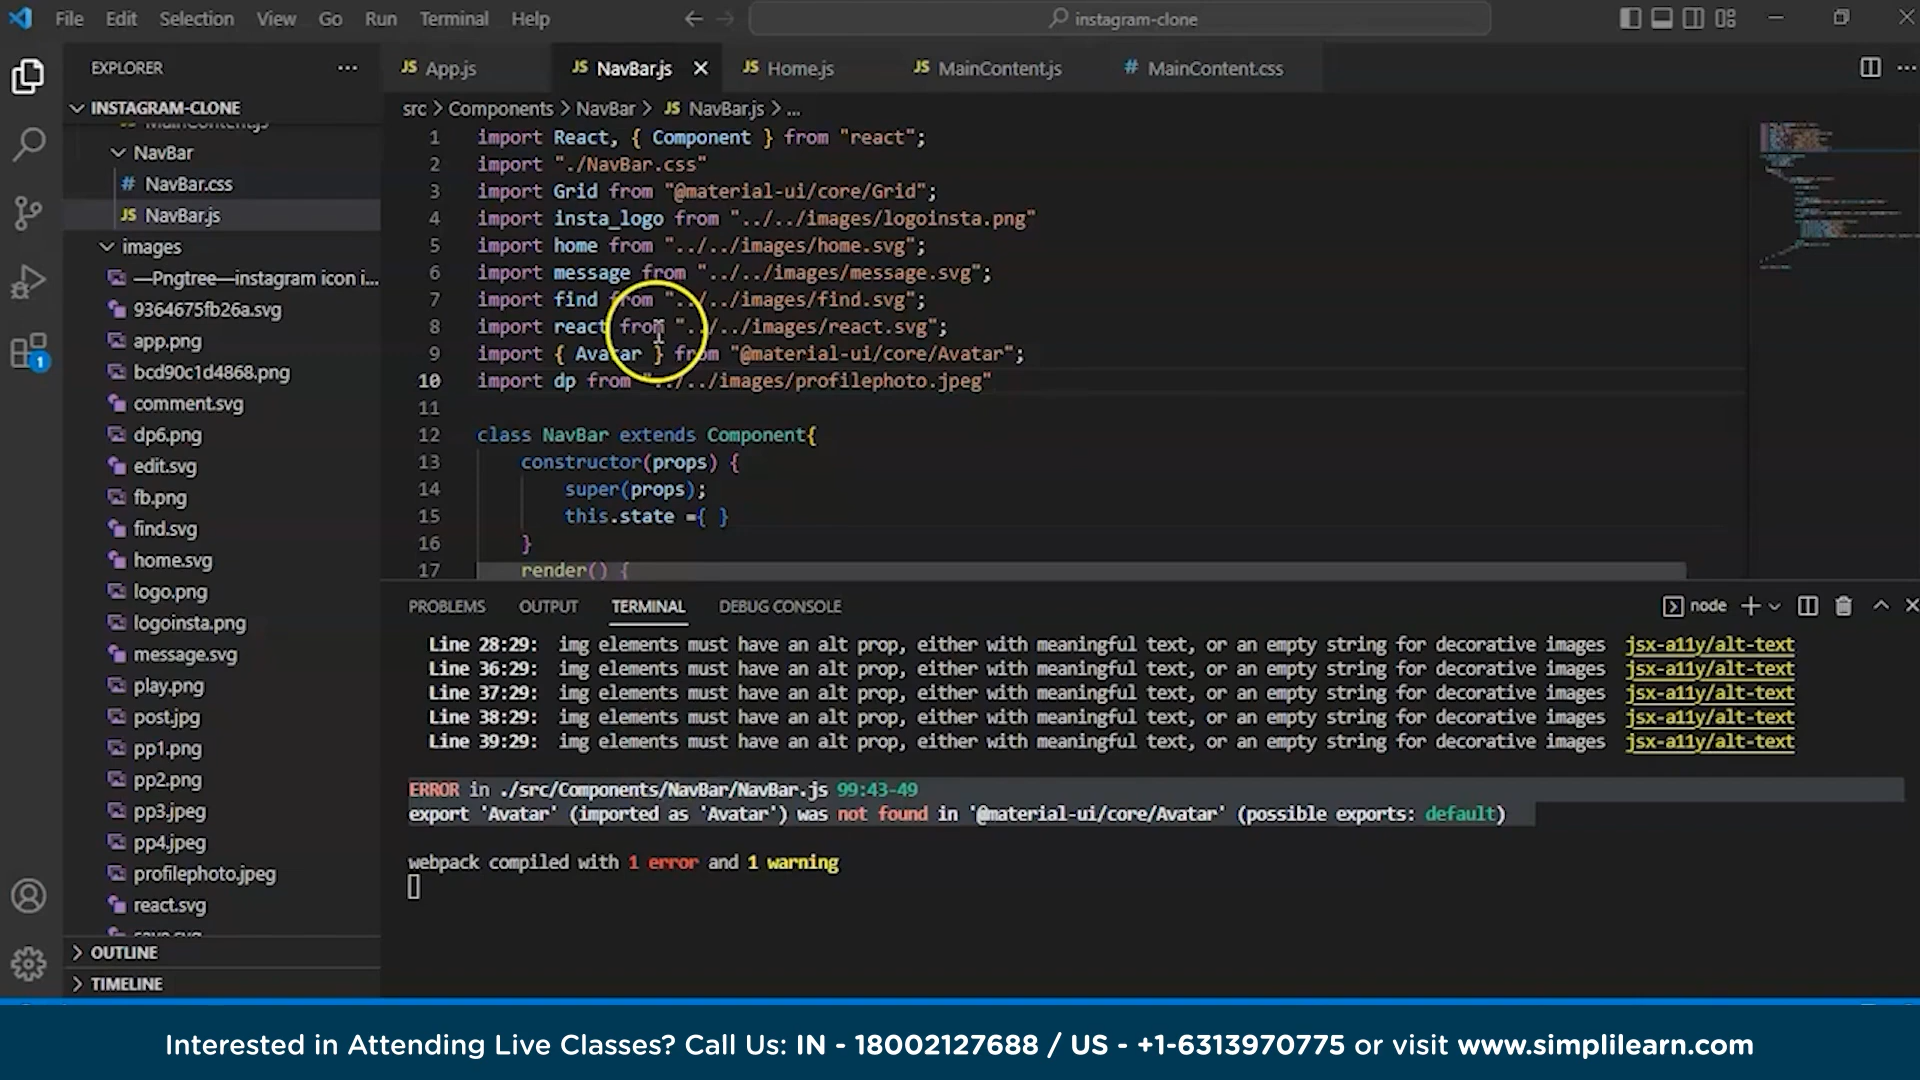 File Edit Selection View Go Run Terminal Help
instagram-clone
EXPLORER
INSTAGRAM-CLONE
MainContent.js
NavBar
# NavBar.css
JS NavBar.js
images
—Pngtree—instagram icon i...
9364675fb26a.svg
app.png
bcd90c1d4868.png
comment.svg
dp6.png
edit.svg
fb.png
find.svg
home.svg
logo.png
logoinsta.png
message.svg
play.png
post.jpg
pp1.png
pp2.png
pp3.jpeg
pp4.jpeg
profilephoto.jpeg
react.svg
OUTLINE
TIMELINE
1
JS App.js JS NavBar.js JS Home.js JS MainContent.js # MainContent.css
src > Components > NavBar > JS NavBar.js > ...
1 import React, { Component } from "react";
2 import "./NavBar.css"
3 import Grid from "@material-ui/core/Grid";
4 import insta_logo from "../../images/logoinsta.png"
5 import home from "../../images/home.svg";
6 import message from "../../images/message.svg";
7 import find from "../../images/find.svg";
8 import react from "../../images/react.svg";
9 import { Avatar } from "@material-ui/core/Avatar";
10 import dp from "../../images/profilephoto.jpeg"
11
12 class NavBar extends Component{
13 constructor(props) {
14 super(props);
15 this.state ={ }
16 }
17 render() {
PROBLEMS OUTPUT TERMINAL DEBUG CONSOLE
node
Line 28:29: img elements must have an alt prop, either with meaningful text, or an empty string for decorative images jsx-a11y/alt-text
Line 36:29: img elements must have an alt prop, either with meaningful text, or an empty string for decorative images jsx-a11y/alt-text
Line 37:29: img elements must have an alt prop, either with meaningful text, or an empty string for decorative images jsx-a11y/alt-text
Line 38:29: img elements must have an alt prop, either with meaningful text, or an empty string for decorative images jsx-a11y/alt-text
Line 39:29: img elements must have an alt prop, either with meaningful text, or an empty string for decorative images jsx-a11y/alt-text
ERROR in ./src/Components/NavBar/NavBar.js 99:43-49
export 'Avatar' (imported as 'Avatar') was not found in '@material-ui/core/Avatar' (possible exports: default)
webpack compiled with 1 error and 1 warning
Interested in Attending Live Classes? Call Us: IN - 18002127688 / US - +1-6313970775 or visit www.simplilearn.com